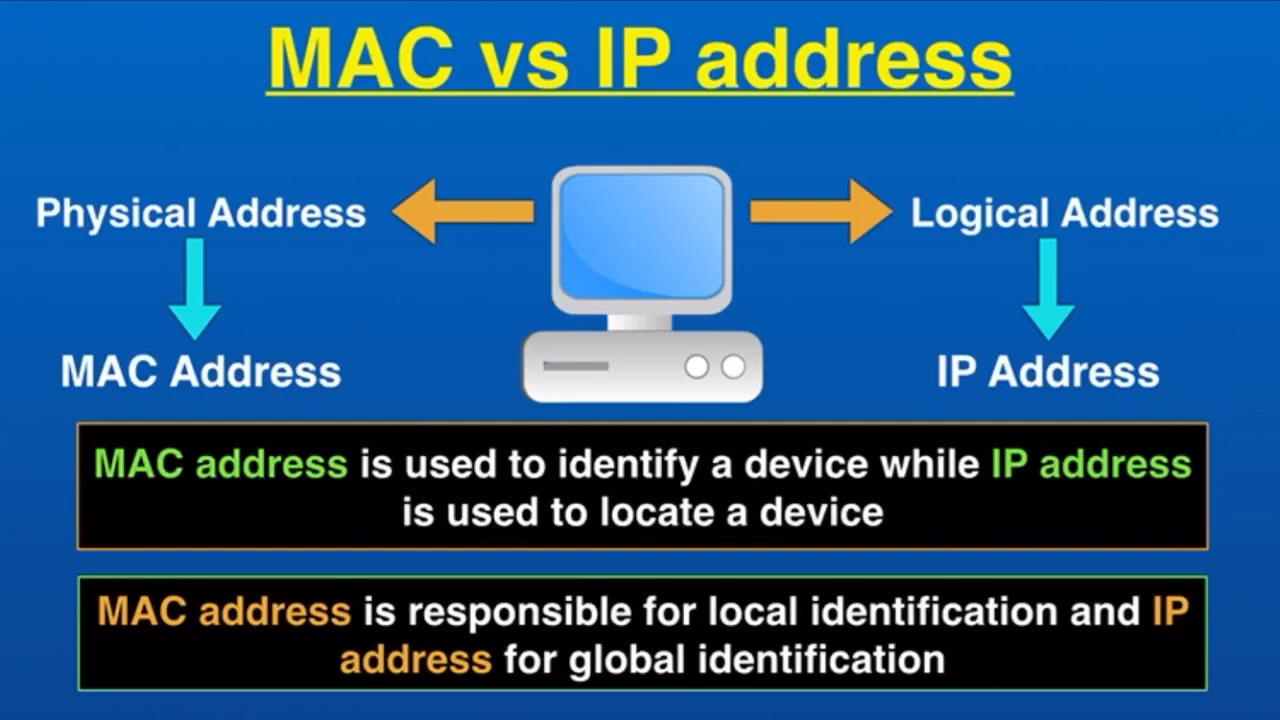 MAC vs IP address
Physical Address
Logical Address
MAC Address
IP Address
MAC address is used to identify a device while IP address
is used to locate a device
MAC address is responsible for local identification and IP
address for global identification